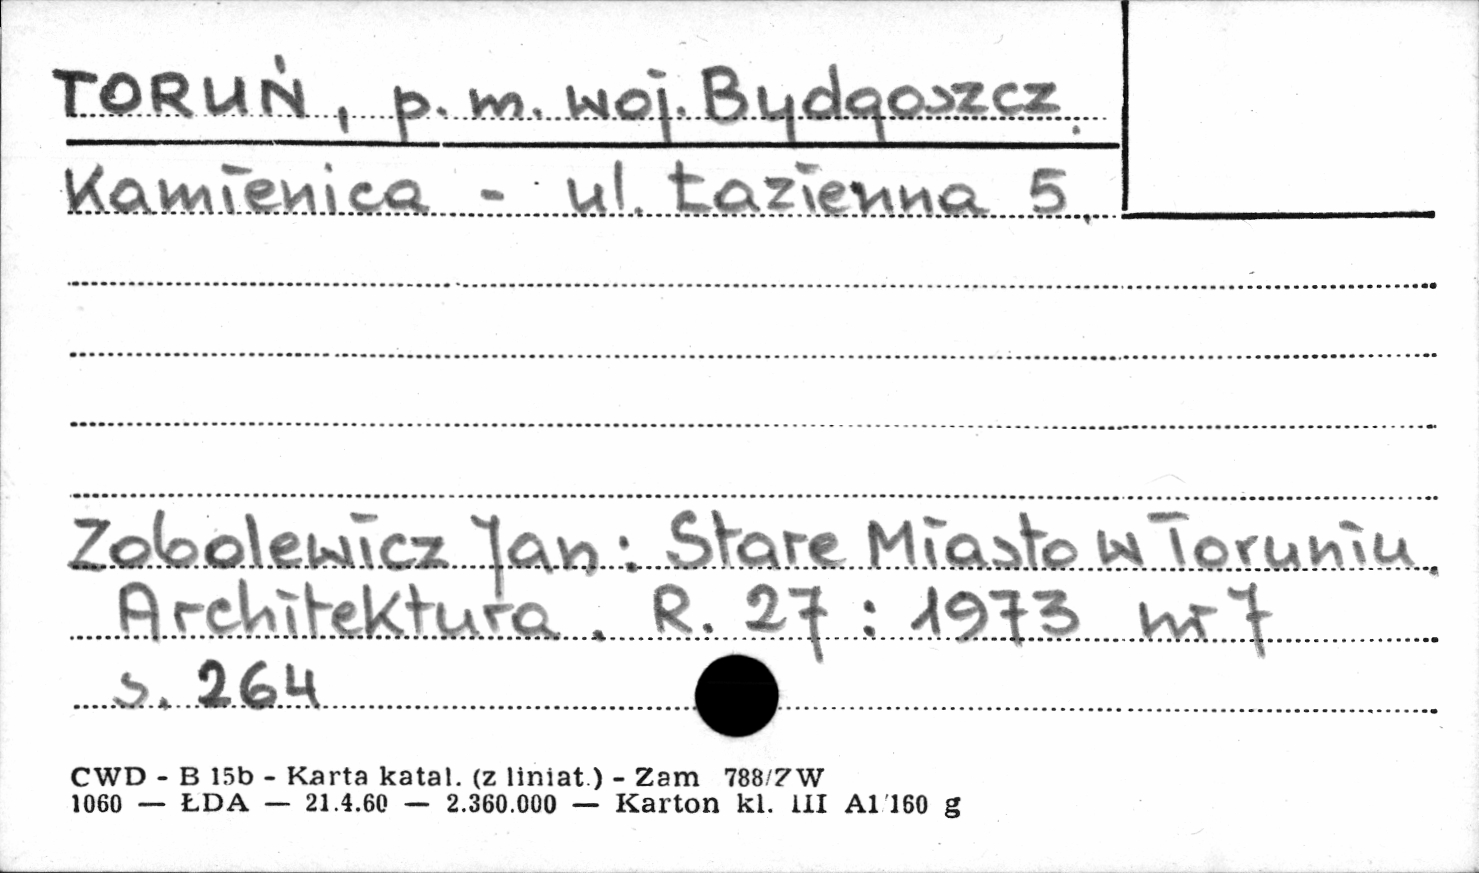 TORUŃ, p. m. woj. Bydgoszcz.
Kamienica - ul. Łazienna 5.
Zobolewicz Jan: Stare Miasto w Toruniu.
Architektura. R. 27: 1973 nr 7
s. 264
CWD - B 15b - Karta katal. (z liniat.) - Zam 788/ZW
1060 — ŁDA — 21.4.60 — 2.360.000 — Karton kl. III A1/160 g